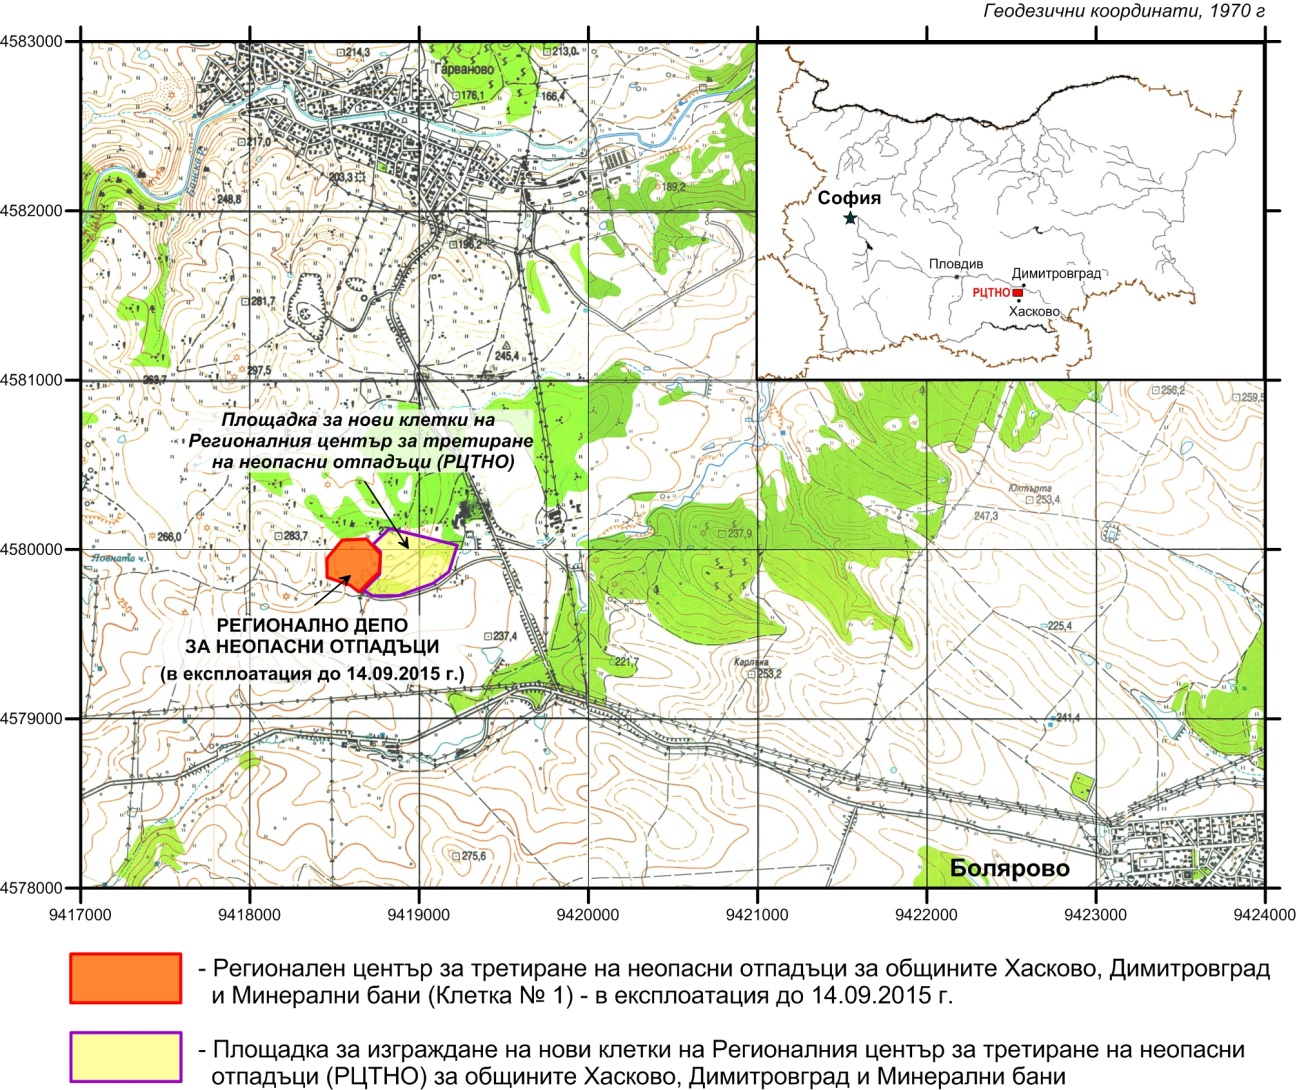 Геодезични координати, 1970 г
4583000
214,3
213,0
Гарваново
176,1
166,4
217,0
203,3
189,2
248,8
4582000
196,2
281,7
245,4
297,5
263,7
4581000
София
Пловдив
Димитровград
РЦТНО
Хасково
256,2
259,5
Площадка за нови клетки на
Регионалния център за третиране
на неопасни отпадъци (РЦТНО)
Юктърта
253,4
247,3
237,9
266,0
283,7
4580000
Ловната ч.
250
РЕГИОНАЛНО ДЕПО
ЗА НЕОПАСНИ ОТПАДЪЦИ
(в експлоатация до 14.09.2015 г.)
237,4
225,4
221,7
Карлъка
253,2
241,4
4579000
275,6
Болярово
4578000
9417000 9418000 9419000 9420000 9421000 9422000 9423000 9424000
- Регионален център за третиране на неопасни отпадъци за общините Хасково, Димитровград
и Минерални бани (Клетка № 1) - в експлоатация до 14.09.2015 г.
- Площадка за изграждане на нови клетки на Регионалния център за третиране на неопасни
отпадъци (РЦТНО) за общините Хасково, Димитровград и Минерални бани